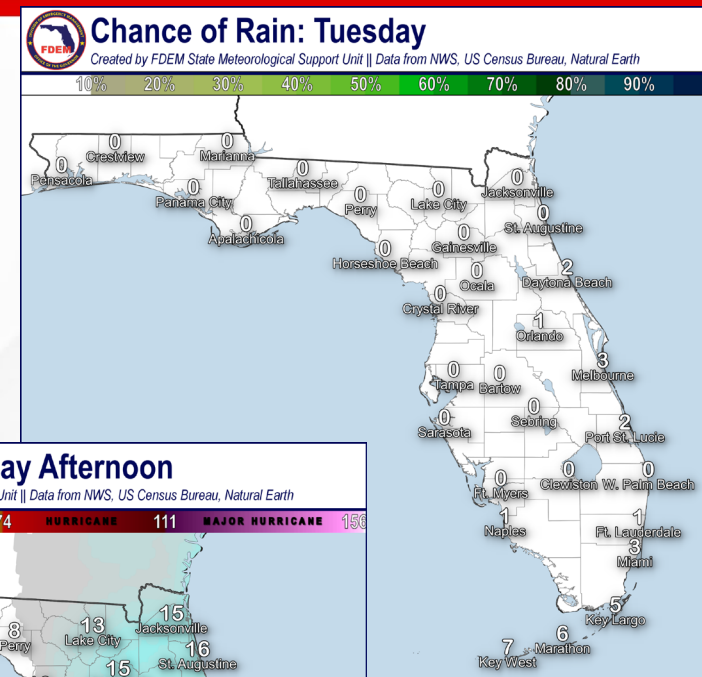 FDEM
Chance of Rain: Tuesday
Created by FDEM State Meteorological Support Unit || Data from NWS, US Census Bureau, Natural Earth
10% 20% 30% 40% 50% 60% 70% 80% 90%
0
Crestview
0
Marianna
0
Pensacola
0
Tallahassee
0
Panama City
0
Perry
0
Lake City
0
Jacksonville
0
Apalachicola
0
St. Augustine
0
Gainesville
0
Horseshoe Beach
0
Ocala
2
Daytona Beach
0
Crystal River
1
Orlando
3
Melbourne
0
Tampa
0
Bartow
0
Sebring
0
Sarasota
2
Port St. Lucie
0
Ft. Myers
0
Clewiston
0
W. Palm Beach
1
Naples
1
Ft. Lauderdale
3
Miami
5
Key Largo
6
Marathon
7
Key West
ay Afternoon
Unit || Data from NWS, US Census Bureau, Natural Earth
74 HURRICANE 111 MAJOR HURRICANE 156
8
Perry
13
Lake City
15
Jacksonville
16
St. Augustine
15